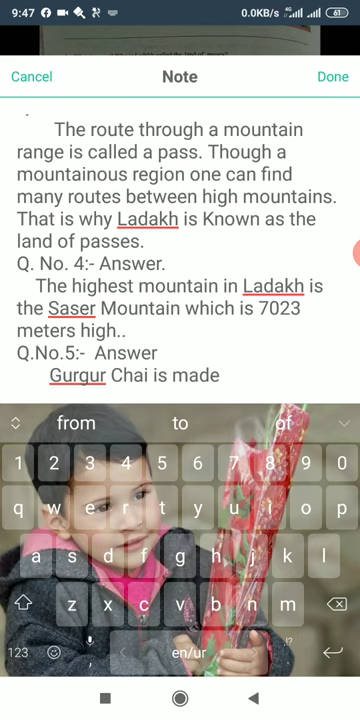 9:47 0.0KB/s 4G 61
Cancel Note Done
The route through a mountain
range is called a pass. Though a
mountainous region one can find
many routes between high mountains.
That is why Ladakh is Known as the
land of passes.
Q. No. 4:- Answer.
The highest mountain in Ladakh is
the Saser Mountain which is 7023
meters high..
Q.No.5:- Answer
Gurgur Chai is made
from to of
1 2 3 4 5 6 7 8 9 0
q w e r t y u i o p
a s d f g h j k l
z x c v b n m
123 , en/ur .!?